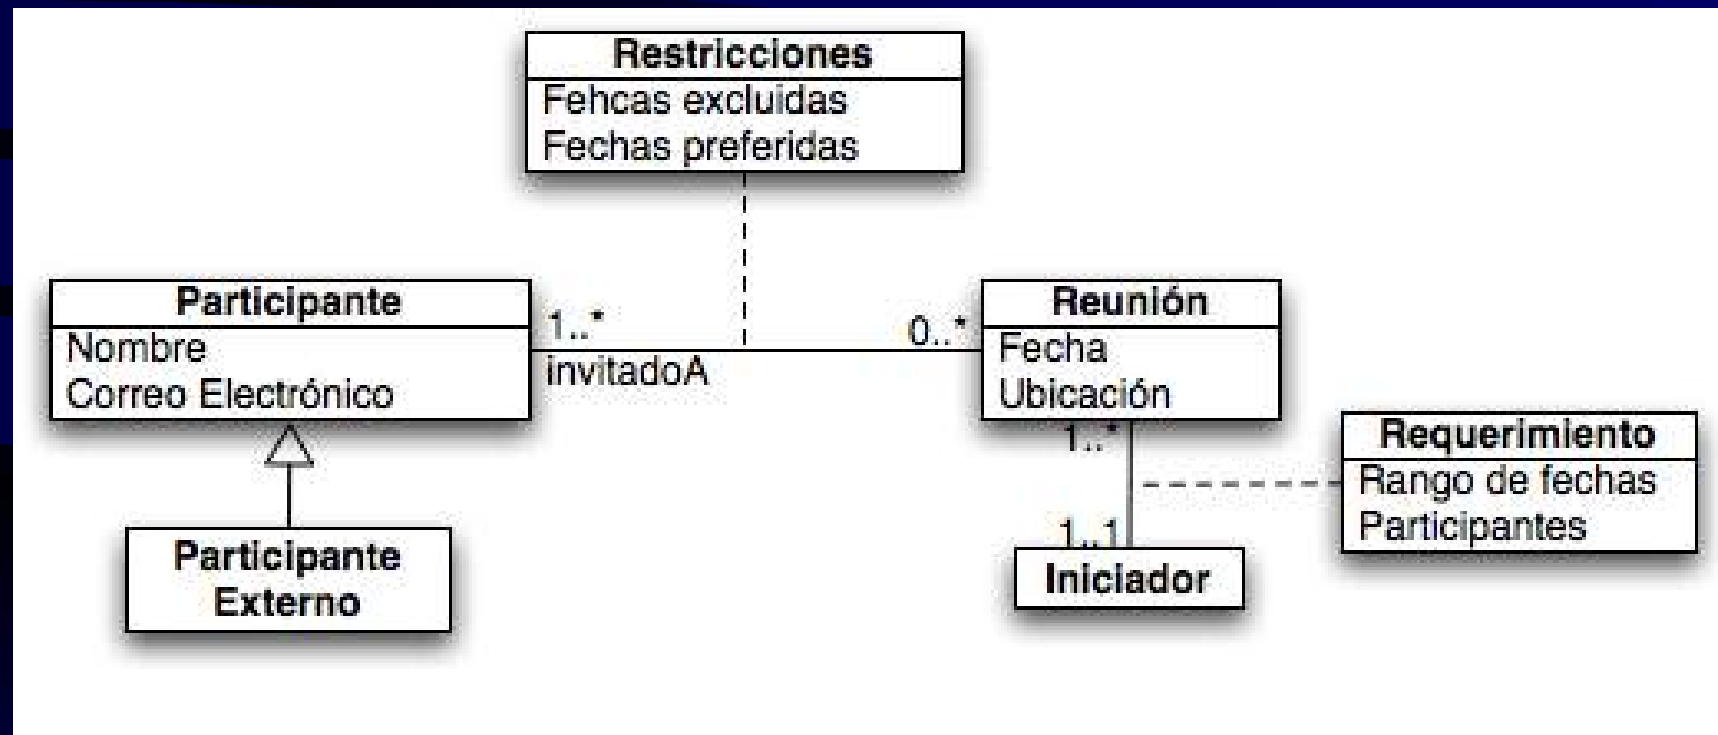 Restricciones
Fehcas excluidas
Fechas preferidas
Participante
Nombre
Correo Electrónico
1..*
invitadoA
0..*
Reunión
Fecha
Ubicación
1..*
Requerimiento
Rango de fechas
Participantes
1..1
Iniciador
Participante
Externo